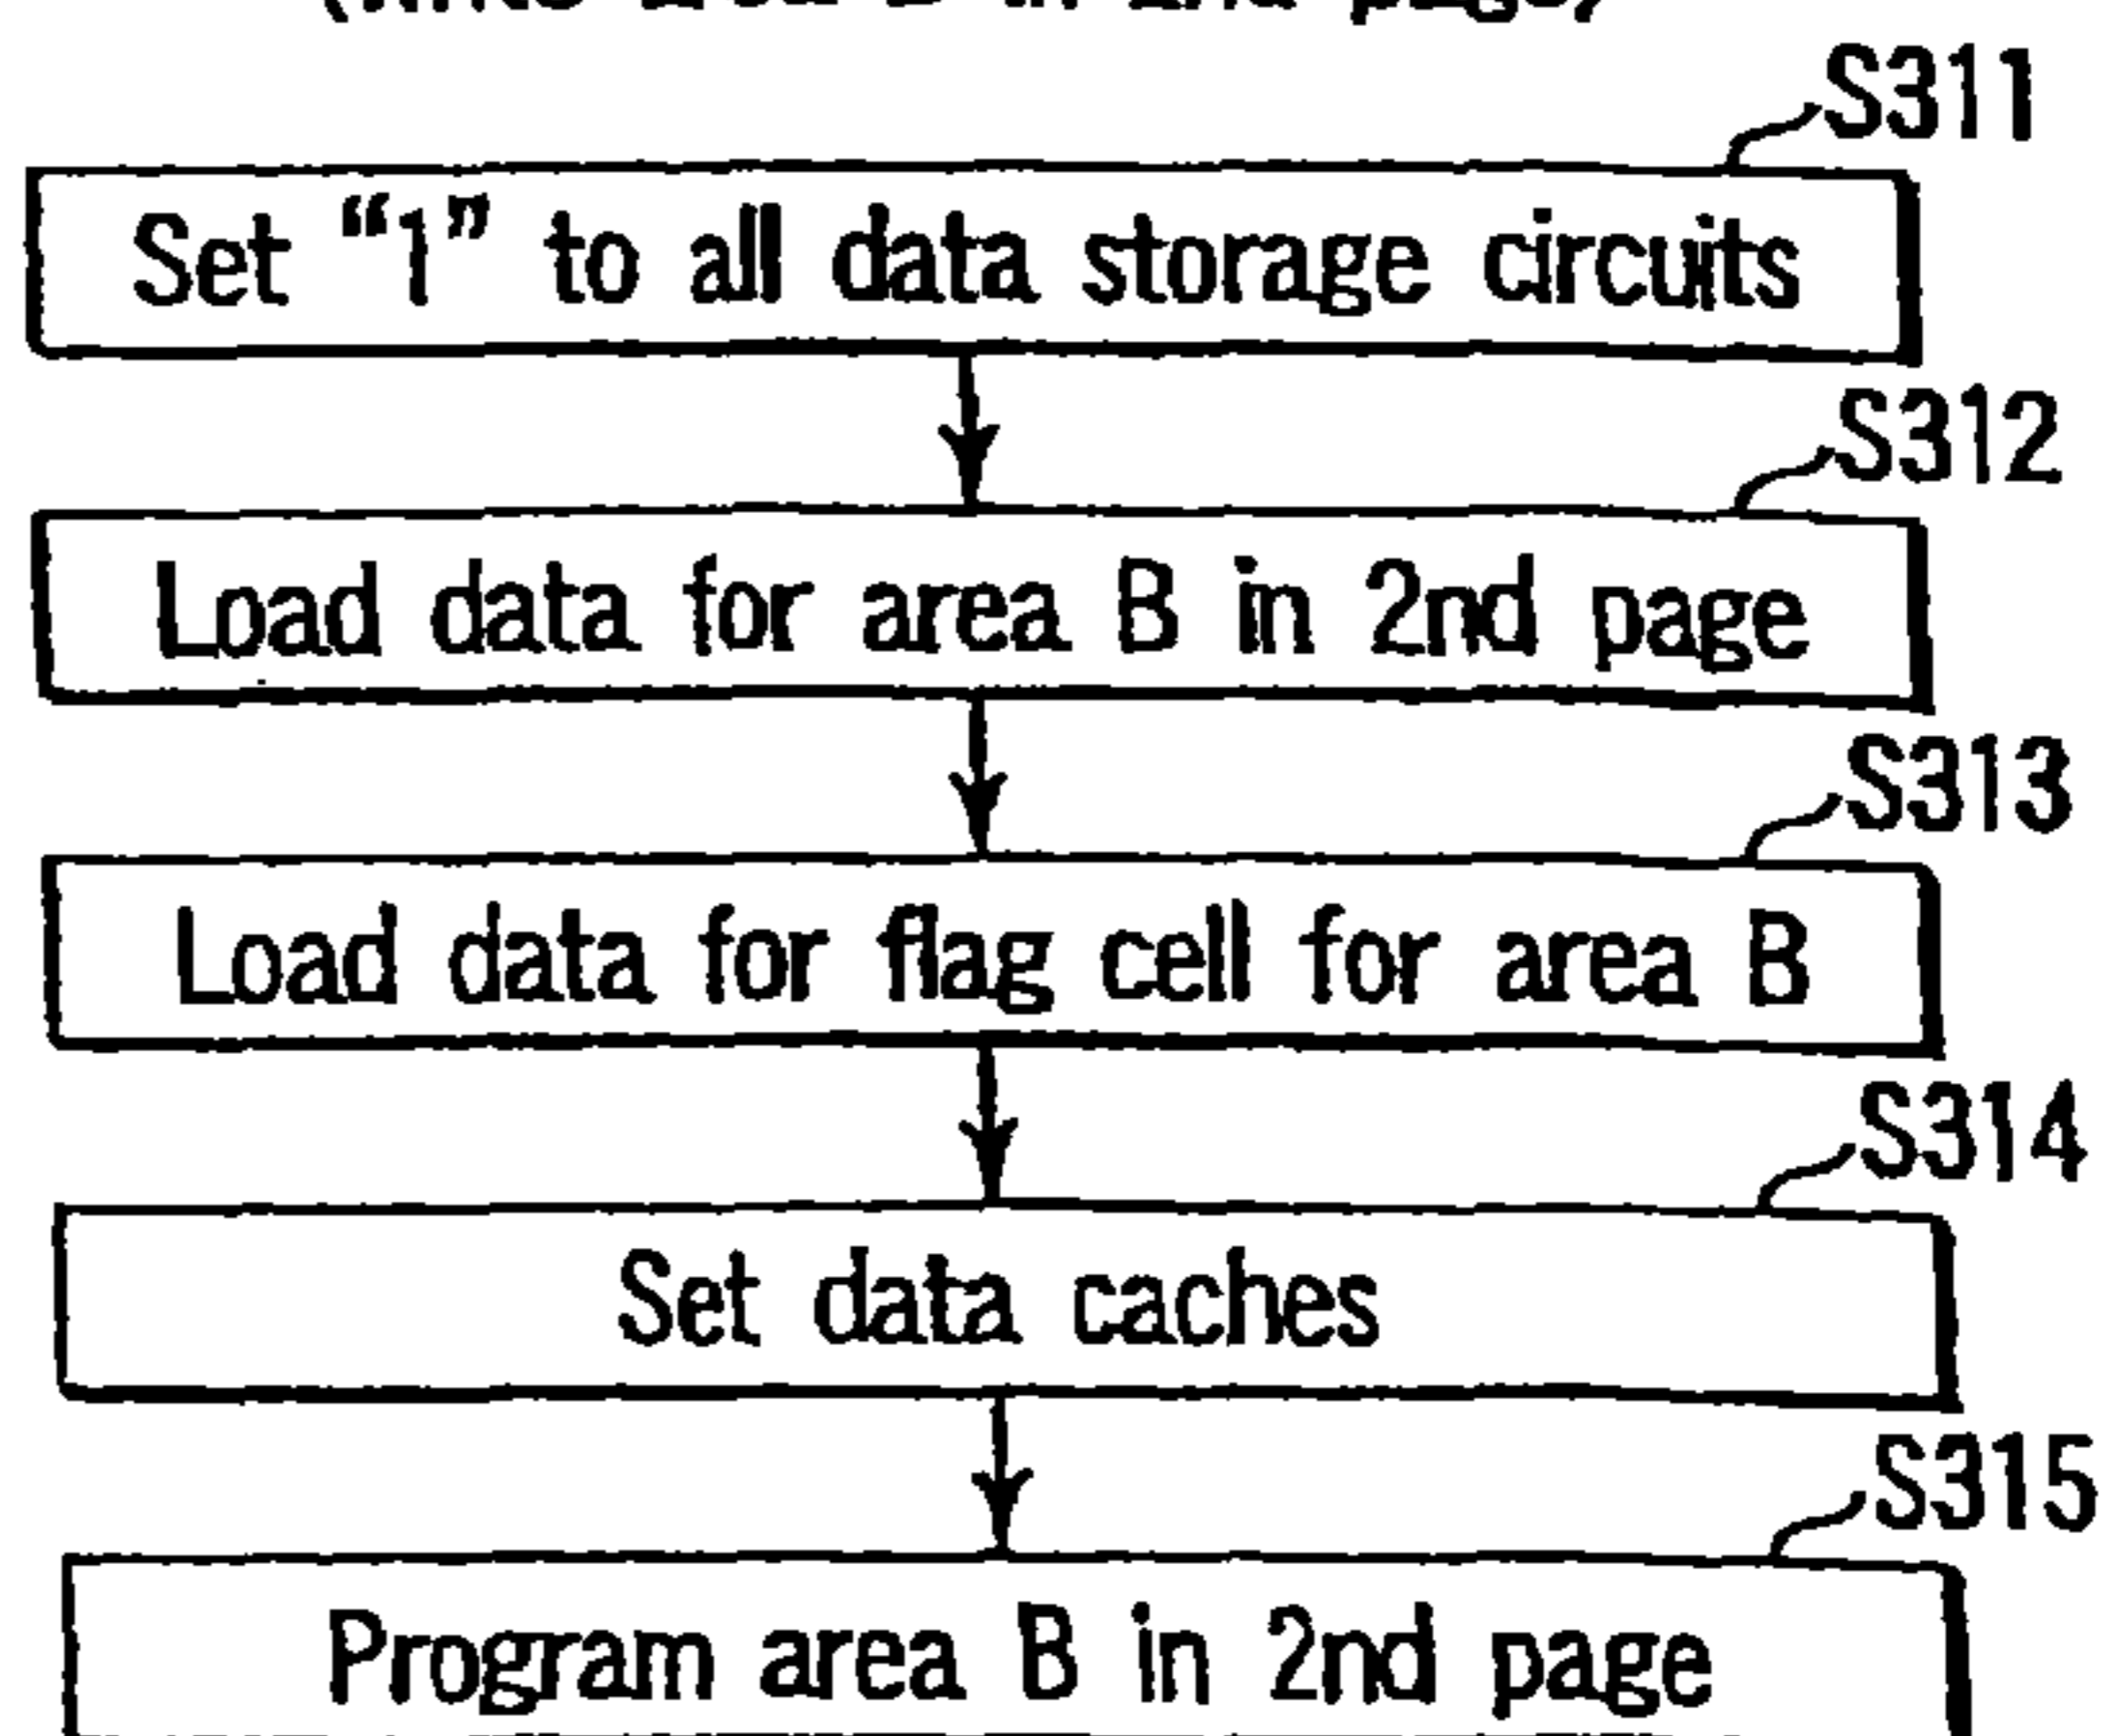 S311
Set “1” to all data storage circuits
S312
Load data for area B in 2nd page
S313
Load data for flag cell for area B
S314
Set data caches
S315
Program area B in 2nd page